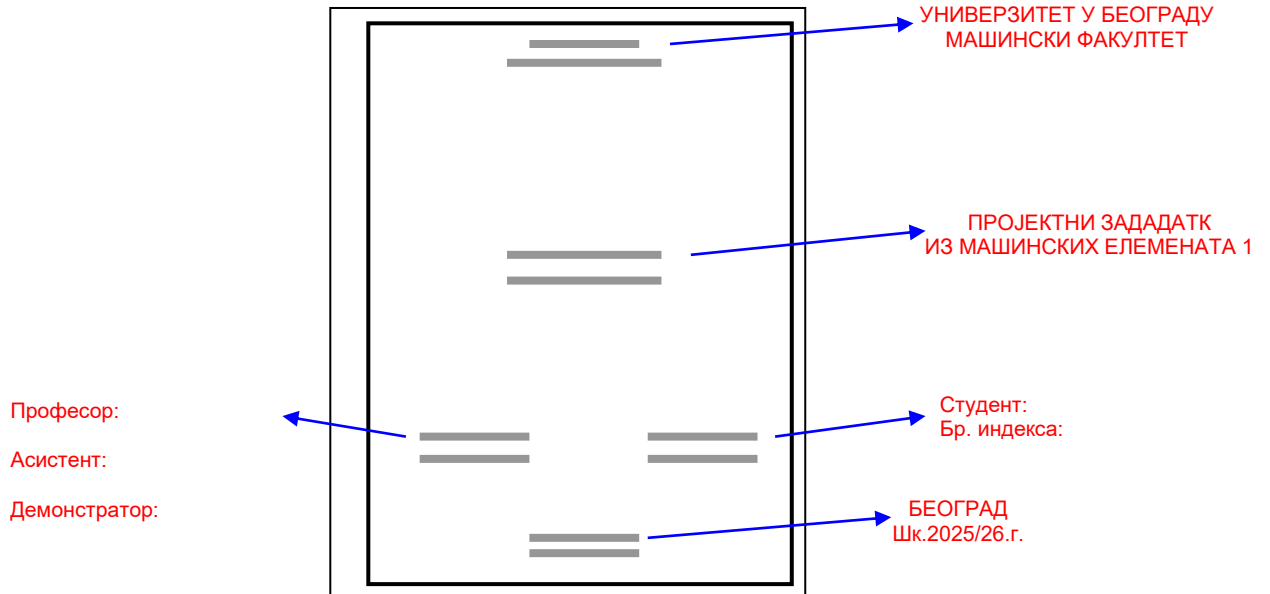 УНИВЕРЗИТЕТ У БЕОГРАДУ
МАШИНСКИ ФАКУЛТЕТ
ПРОЈЕКТНИ ЗАДАДАТК
ИЗ МАШИНСКИХ ЕЛЕМЕНАТА 1
Професор:
Асистент:
Демонстратор:
Студент:
Бр. индекса:
БЕОГРАД
Шк.2025/26.г.